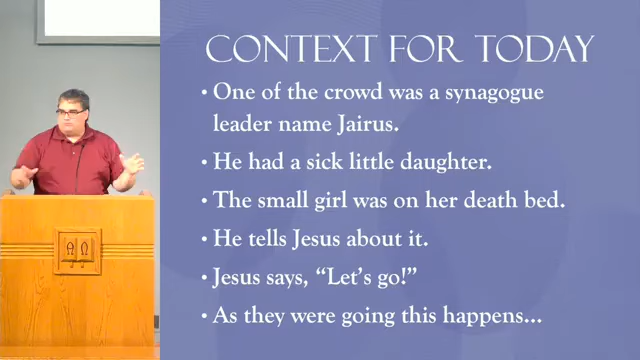 CONTEXT FOR TODAY
• One of the crowd was a synagogue
leader name Jairus.
• He had a sick little daughter.
• The small girl was on her death bed.
• He tells Jesus about it.
• Jesus says, “Let’s go!”
• As they were going this happens...
Α Ω